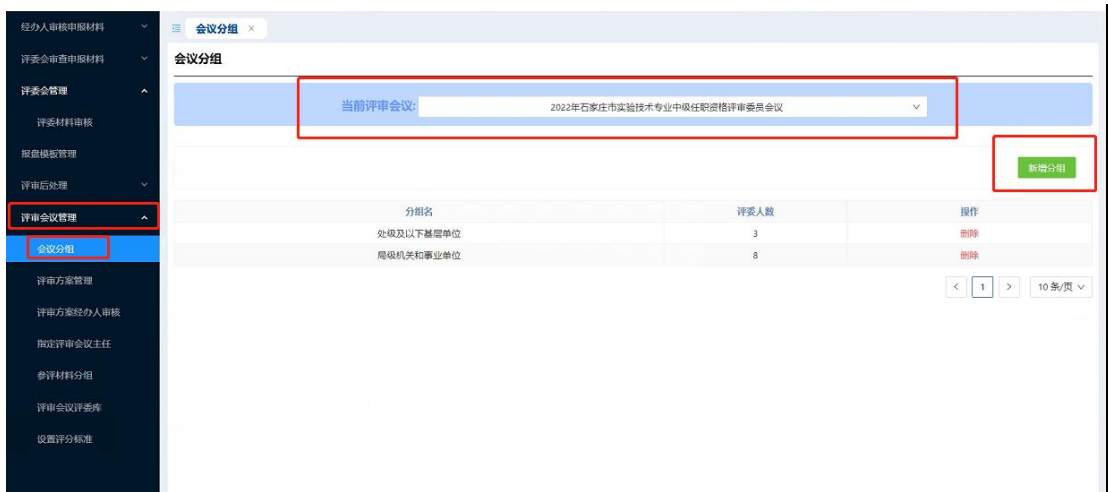 经办人审核申报材料
评委会审查申报材料
评委会管理
评委材料审核
报盘模板管理
评审后处理
评审会议管理
会议分组
评审方案管理
评审方案经办人审核
指定评审会议主任
参评材料分组
评审会议评委库
设置评分标准
会议分组 ×
会议分组
当前评审会议: 2022年石家庄市实验技术专业中级任职资格评审委员会议
新增分组
分组名 评委人数 操作
处级及以下基层单位 3 删除
局级机关和事业单位 8 删除
< 1 > 10 条/页